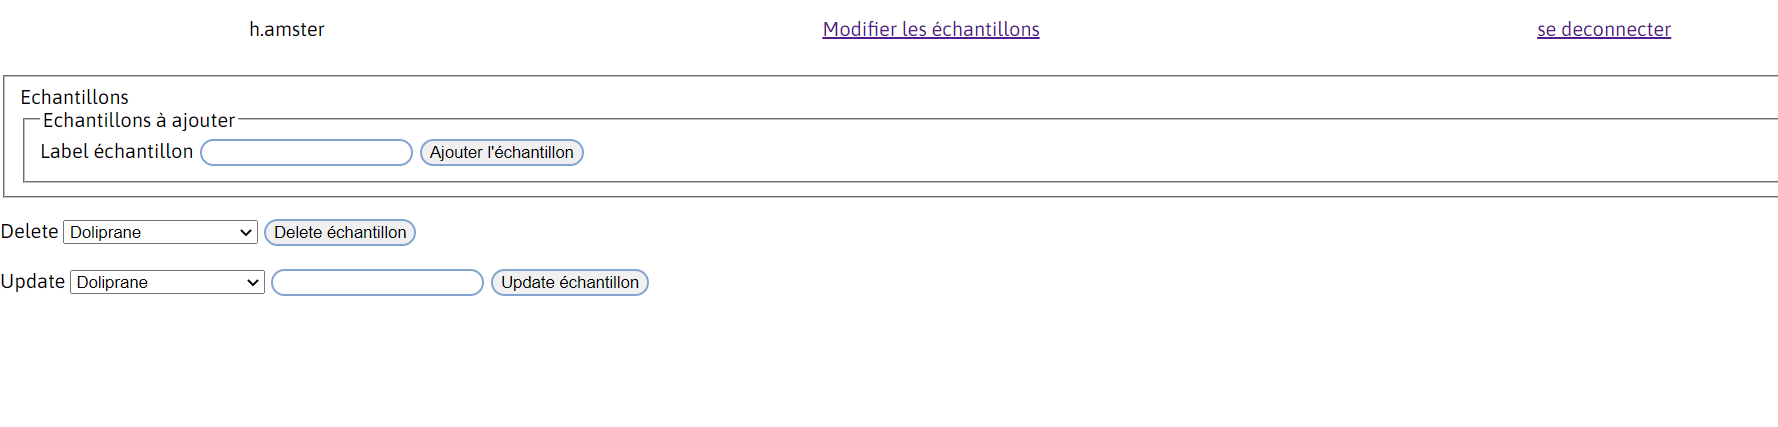 h.amster Modifier les échantillons se deconnecter
Echantillons
Echantillons à ajouter
Label échantillon Ajouter l'échantillon
Delete Doliprane Delete échantillon
Update Doliprane Update échantillon